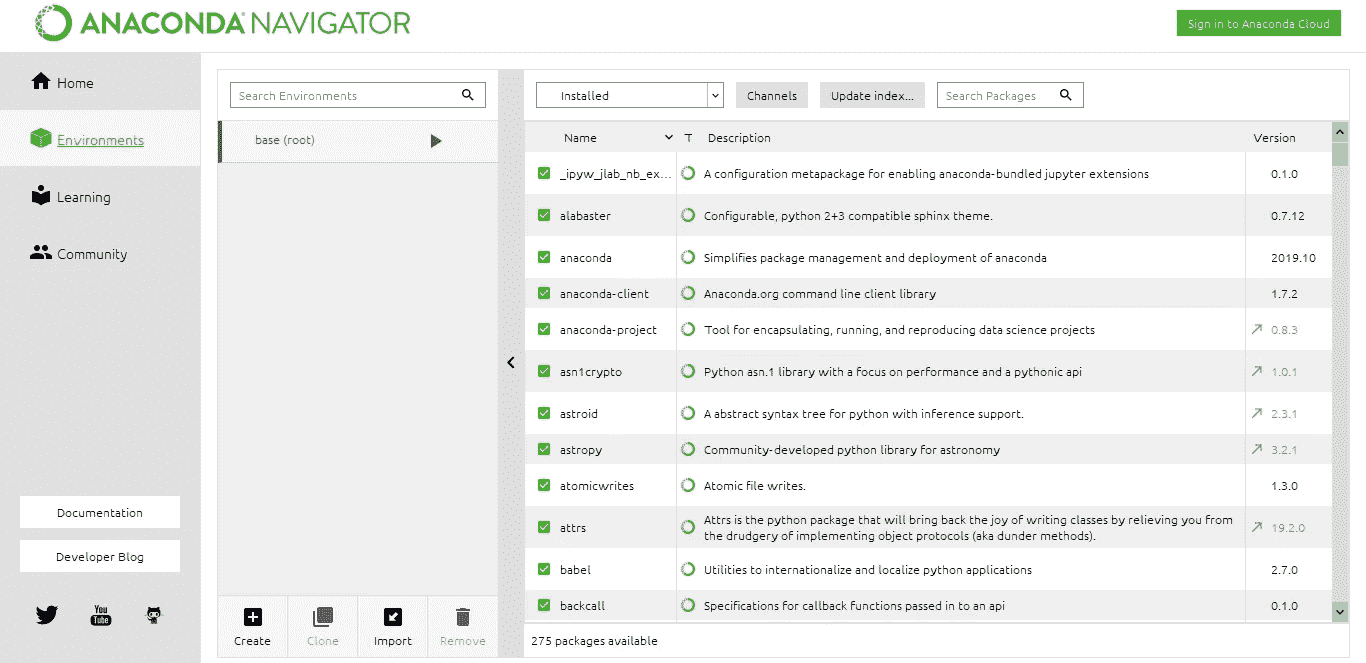 ANACONDA NAVIGATOR
Sign in to Anaconda Cloud
Home
Environments
Learning
Community
Documentation
Developer Blog
You
Tube
Search Environments
base (root)
Create
Clone
Import
Remove
Installed
Channels
Update index...
Search Packages
Name T Description Version
_ipyw_jlab_nb_ex... A configuration metapackage for enabling anaconda-bundled jupyter extensions 0.1.0
alabaster Configurable, python 2+3 compatible sphinx theme. 0.7.12
anaconda Simplifies package management and deployment of anaconda 2019.10
anaconda-client Anaconda.org command line client library 1.7.2
anaconda-project Tool for encapsulating, running, and reproducing data science projects 0.8.3
asn1crypto Python asn.1 library with a focus on performance and a pythonic api 1.0.1
astroid A abstract syntax tree for python with inference support. 2.3.1
astropy Community-developed python library for astronomy 3.2.1
atomicwrites Atomic file writes. 1.3.0
attrs Attrs is the python package that will bring back the joy of writing classes by relieving you from 19.2.0
the drudgery of implementing object protocols (aka dunder methods).
babel Utilities to internationalize and localize python applications 2.7.0
backcall Specifications for callback functions passed in to an api 0.1.0
275 packages available